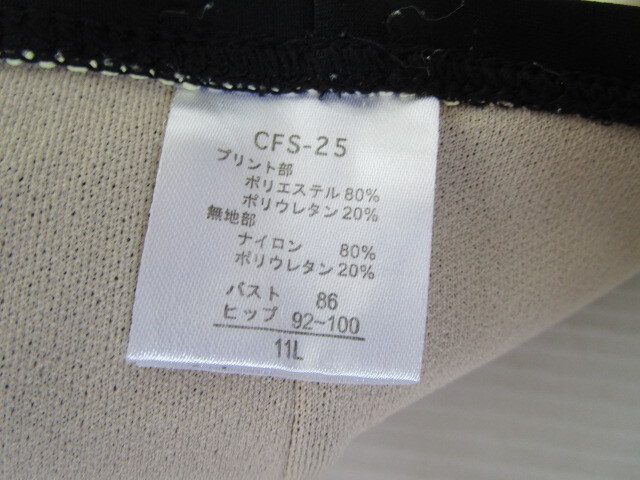 CFS-25
プリント部
ポリエステル 80%
ポリウレタン 20%
無地部
ナイロン 80%
ポリウレタン 20%
バスト 86
ヒップ 92~100
11L